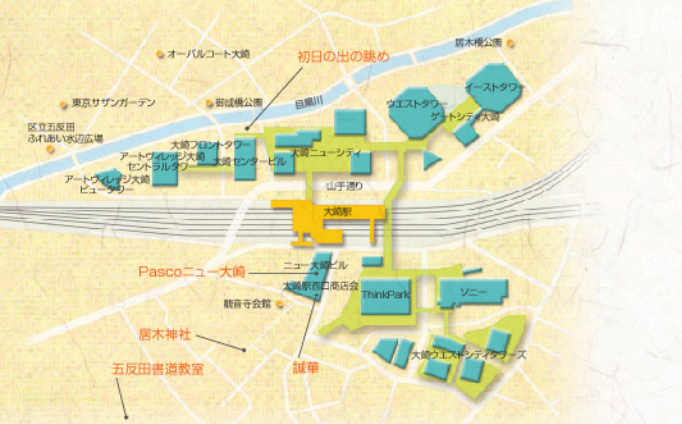 居木橋公園
オーバルコート大崎
初日の出の眺め
イーストタワー
東京サザンガーデン
御成橋公園
目黒川
ウエストタワー
ゲートシティ大崎
区立五反田
ふれあい水辺広場
大崎フロントタワー
大崎ニューシティ
アートヴィレッジ大崎
セントラルタワー
大崎センタービル
アートヴィレッジ大崎
ビュータワー
山手通り
大崎駅
Pascoニュー大崎
ニュー大崎ビル
大崎駅西口商店会
ThinkPark
ソニー
観音寺会館
居木神社
大崎ウエストシティタワーズ
五反田書道教室
誠華